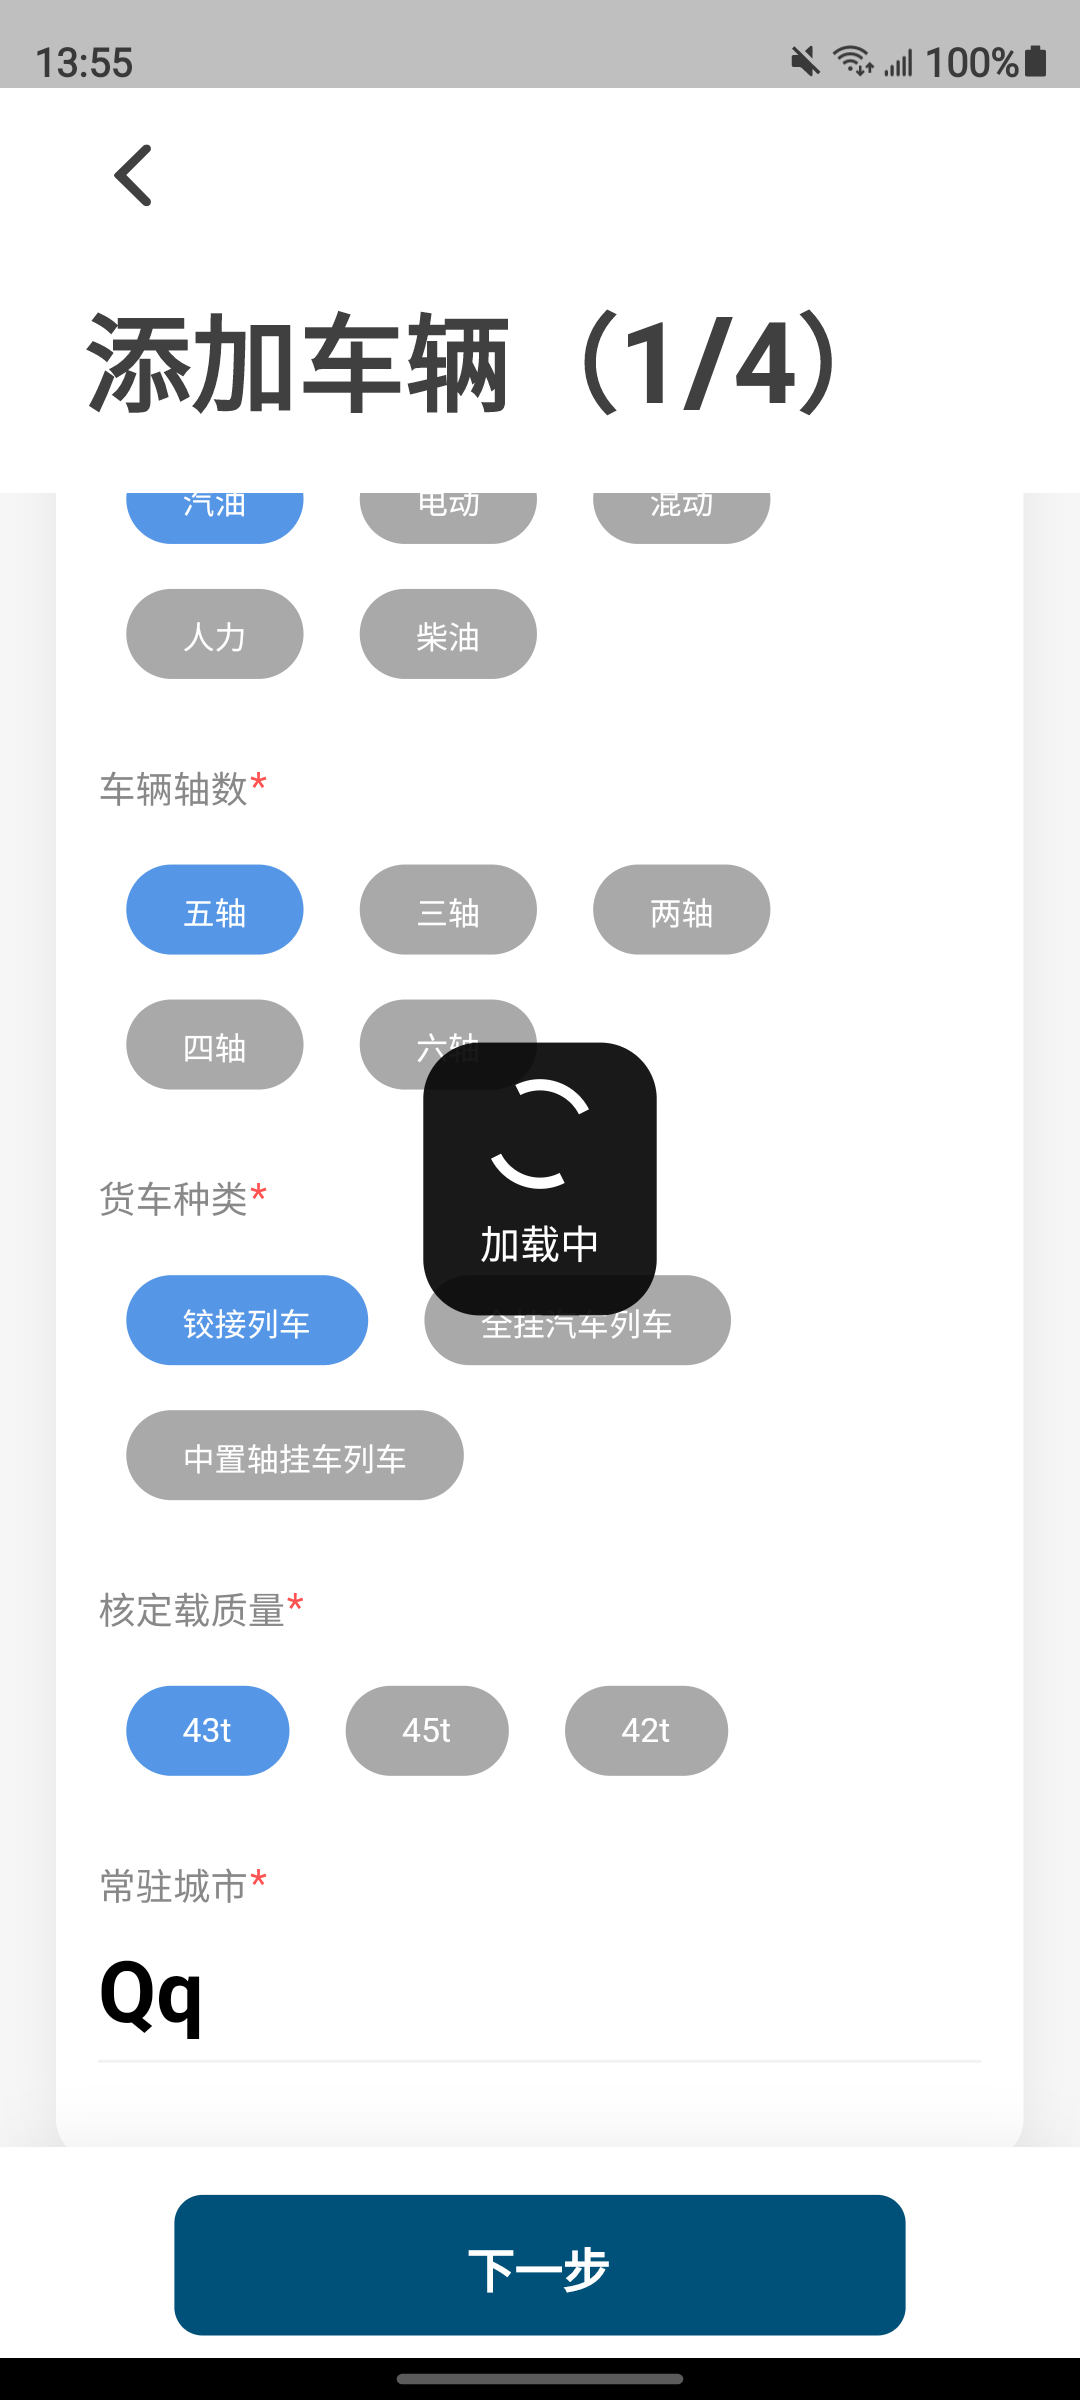 13:55 100%
添加车辆（1/4）
汽油 电动 混动
人力 柴油
车辆轴数*
五轴 三轴 两轴
四轴 六轴
货车种类*
加载中
铰接列车 全挂汽车列车
中置轴挂车列车
核定载质量*
43t 45t 42t
常驻城市*
Qq
下一步